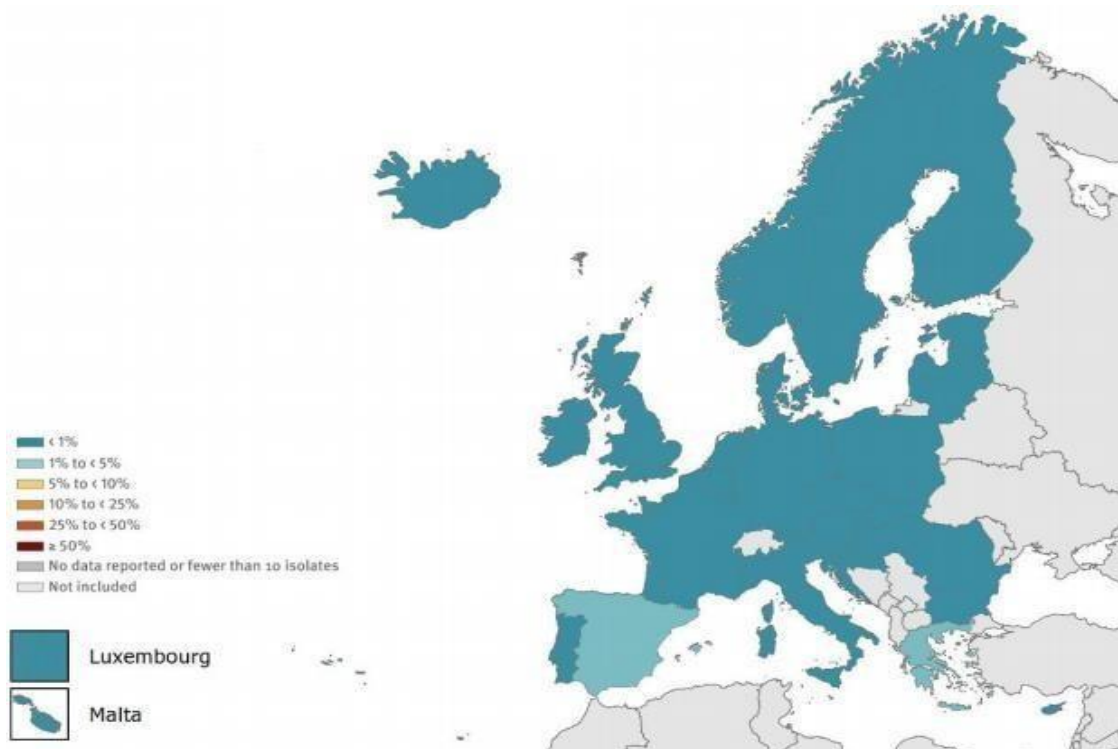 < 1%
1% to < 5%
5% to < 10%
10% to < 25%
25% to < 50%
≥ 50%
No data reported or fewer than 10 isolates
Not included
Luxembourg
Malta